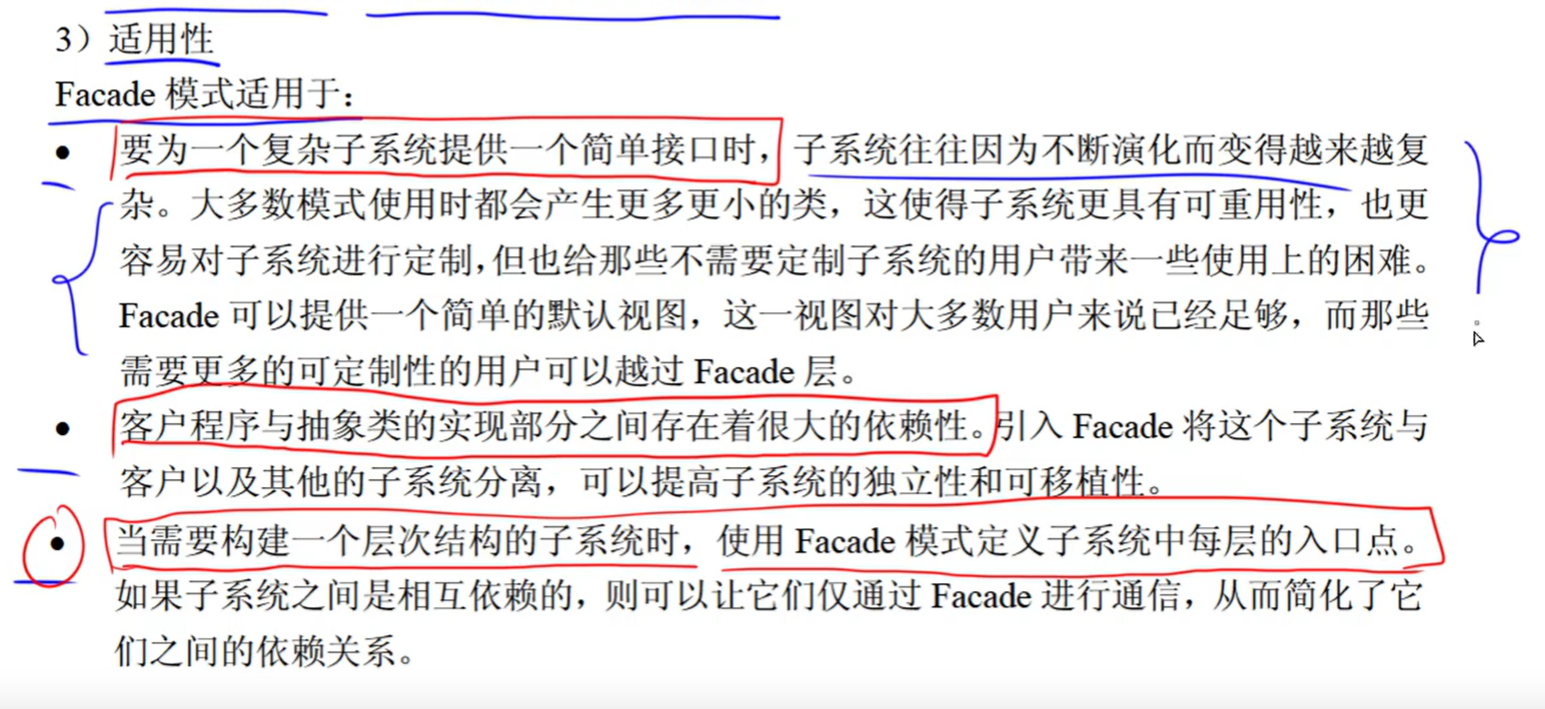 3）适用性
Facade 模式适用于：
● 要为一个复杂子系统提供一个简单接口时，子系统往往因为不断演化而变得越来越复
杂。大多数模式使用时都会产生更多更小的类，这使得子系统更具有可重用性，也更
容易对子系统进行定制，但也给那些不需要定制子系统的用户带来一些使用上的困难。
Facade 可以提供一个简单的默认视图，这一视图对大多数用户来说已经足够，而那些
需要更多的可定制性的用户可以越过 Facade 层。
● 客户程序与抽象类的实现部分之间存在着很大的依赖性。引入 Facade 将这个子系统与
客户以及其他的子系统分离，可以提高子系统的独立性和可移植性。
● 当需要构建一个层次结构的子系统时，使用 Facade 模式定义子系统中每层的入口点。
如果子系统之间是相互依赖的，则可以让它们仅通过 Facade 进行通信，从而简化了它
们之间的依赖关系。